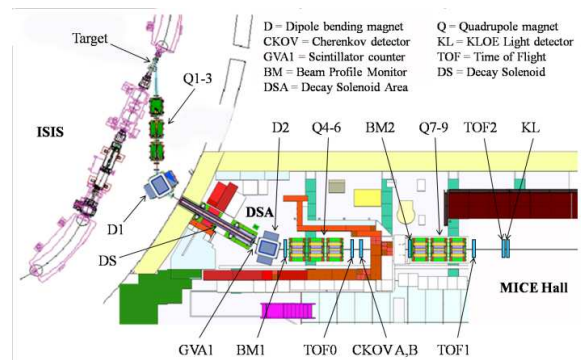 D = Dipole bending magnet
CKOV = Cherenkov detector
GVA1 = Scintillator counter
BM = Beam Profile Monitor
DSA = Decay Solenoid Area
Q = Quadrupole magnet
KL = KLOE Light detector
TOF = Time of Flight
DS = Decay Solenoid
Target
Q1-3
ISIS
D2
Q4-6
BM2
Q7-9
TOF2
KL
D1
DSA
DS
MICE Hall
GVA1
BM1
TOF0
CKOV A,B
TOF1